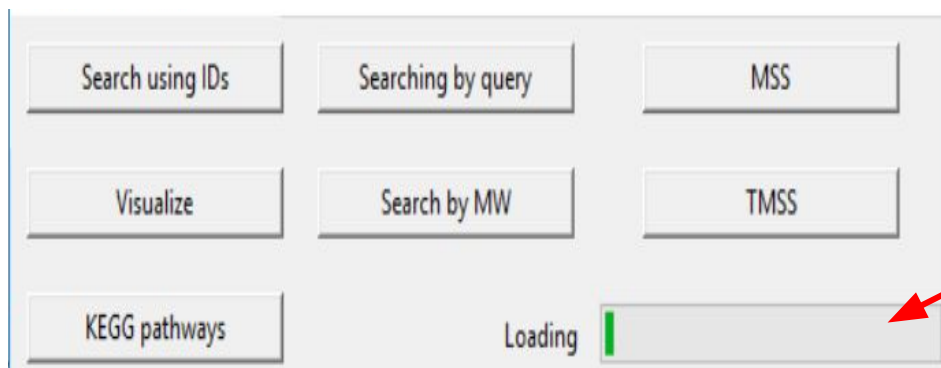 Search using IDs
Searching by query
MSS
Visualize
Search by MW
TMSS
KEGG pathways
Loading